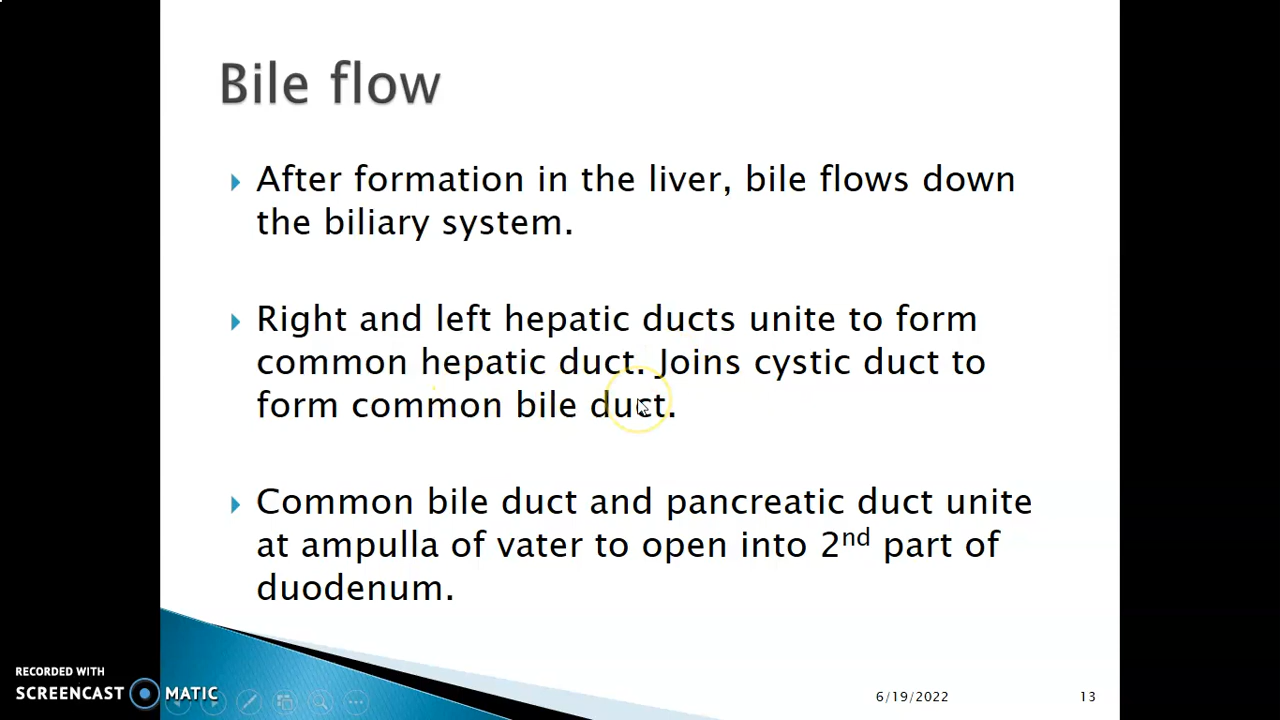 Bile flow
After formation in the liver, bile flows down
the biliary system.
Right and left hepatic ducts unite to form
common hepatic duct. Joins cystic duct to
form common bile duct.
Common bile duct and pancreatic duct unite
at ampulla of vater to open into 2nd part of
duodenum.
RECORDED WITH
SCREENCAST MATIC
6/19/2022
13